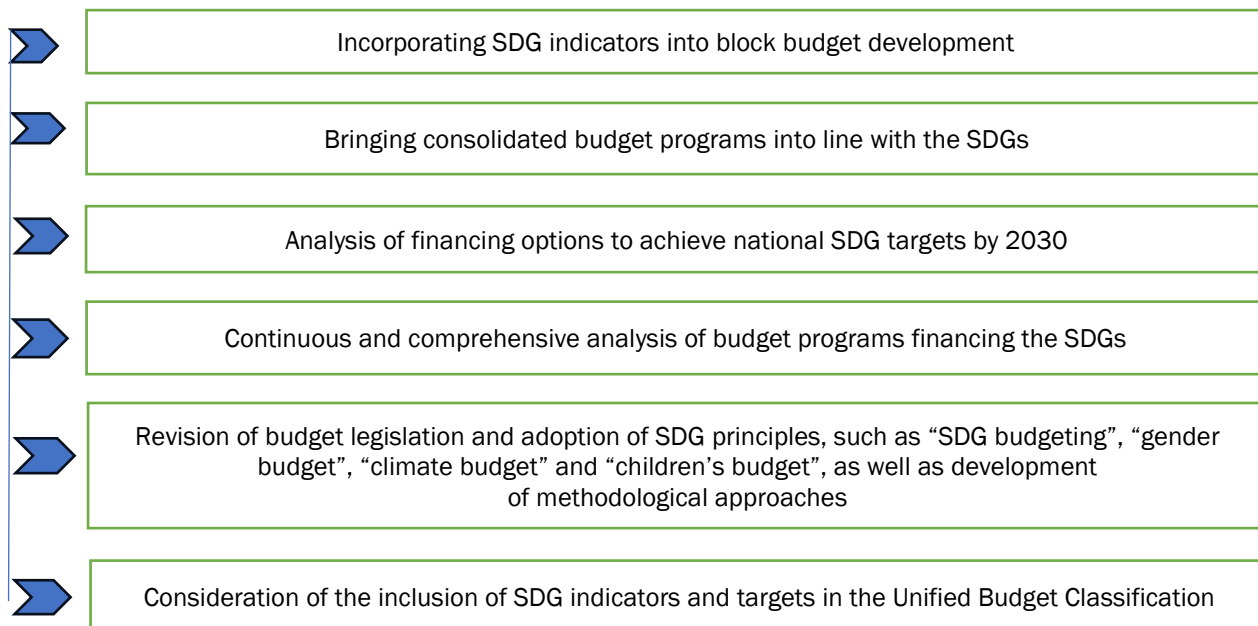 Incorporating SDG indicators into block budget development
Bringing consolidated budget programs into line with the SDGs
Analysis of financing options to achieve national SDG targets by 2030
Continuous and comprehensive analysis of budget programs financing the SDGs
Revision of budget legislation and adoption of SDG principles, such as “SDG budgeting”, “gender
budget”, “climate budget” and “children’s budget”, as well as development
of methodological approaches
Consideration of the inclusion of SDG indicators and targets in the Unified Budget Classification